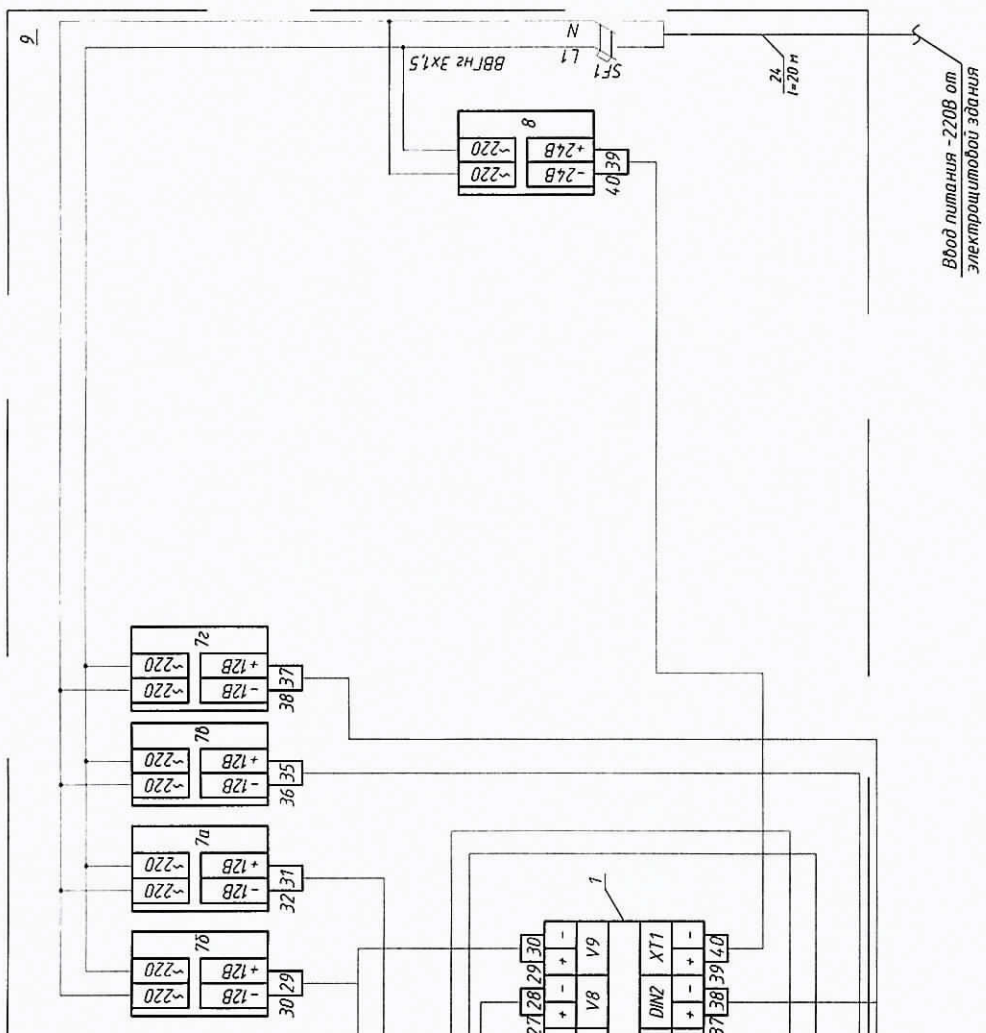 9
N
L1
SF1
ВВГнг 3х1,5
24
l=20 м
Ввод питания ~220В от
электрощитовой здания
8
~220
+24В
39
~220
-24В
40
7г
~220
+12В
37
~220
-12В
38
7в
~220
+12В
35
~220
-12В
36
7а
~220
+12В
31
~220
-12В
32
7б
~220
+12В
29
~220
-12В
30
1
30
-
V9
XT1
-
40
29
+
+
39
28
-
V8
DIN2
-
38
27
+
+
37